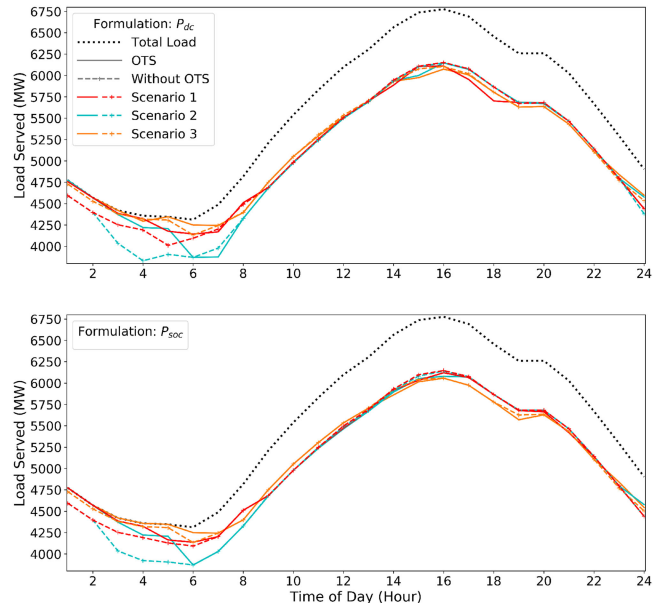 Formulation: P_dc
Total Load
OTS
Without OTS
Scenario 1
Scenario 2
Scenario 3
Load Served (MW)
6750
6500
6250
6000
5750
5500
5250
5000
4750
4500
4250
4000
2 4 6 8 10 12 14 16 18 20 22 24
Formulation: P_soc
Load Served (MW)
6750
6500
6250
6000
5750
5500
5250
5000
4750
4500
4250
4000
2 4 6 8 10 12 14 16 18 20 22 24
Time of Day (Hour)